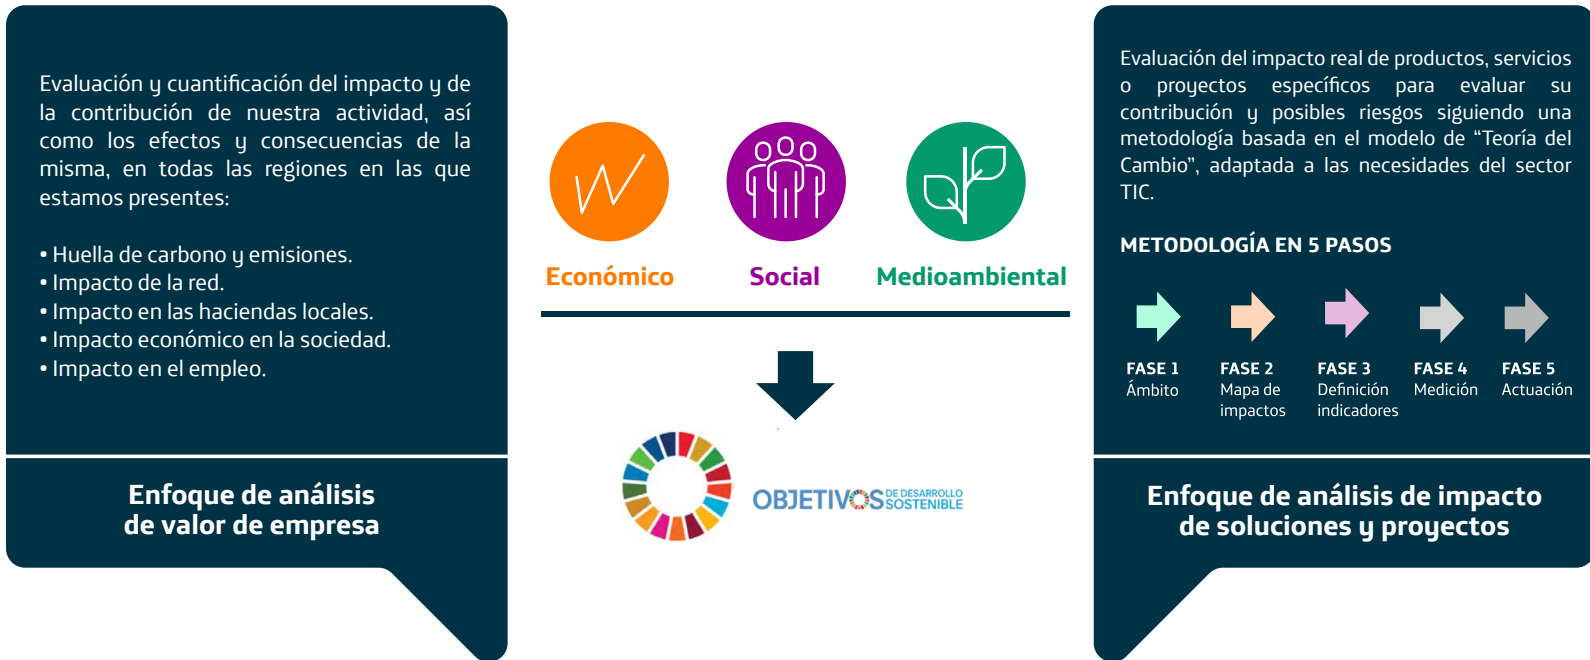 Evaluación y cuantificación del impacto y de
la contribución de nuestra actividad, así
como los efectos y consecuencias de la
misma, en todas las regiones en las que
estamos presentes:
• Huella de carbono y emisiones.
• Impacto de la red.
• Impacto en las haciendas locales.
• Impacto económico en la sociedad.
• Impacto en el empleo.
Enfoque de análisis
de valor de empresa
Económico
Social
Medioambiental
OBJETIVOS DE DESARROLLO
SOSTENIBLE
Evaluación del impacto real de productos, servicios
o proyectos específicos para evaluar su
contribución y posibles riesgos siguiendo una
metodología basada en el modelo de “Teoría del
Cambio”, adaptada a las necesidades del sector
TIC.
METODOLOGÍA EN 5 PASOS
FASE 1
Ámbito
FASE 2
Mapa de
impactos
FASE 3
Definición
indicadores
FASE 4
Medición
FASE 5
Actuación
Enfoque de análisis de impacto
de soluciones y proyectos